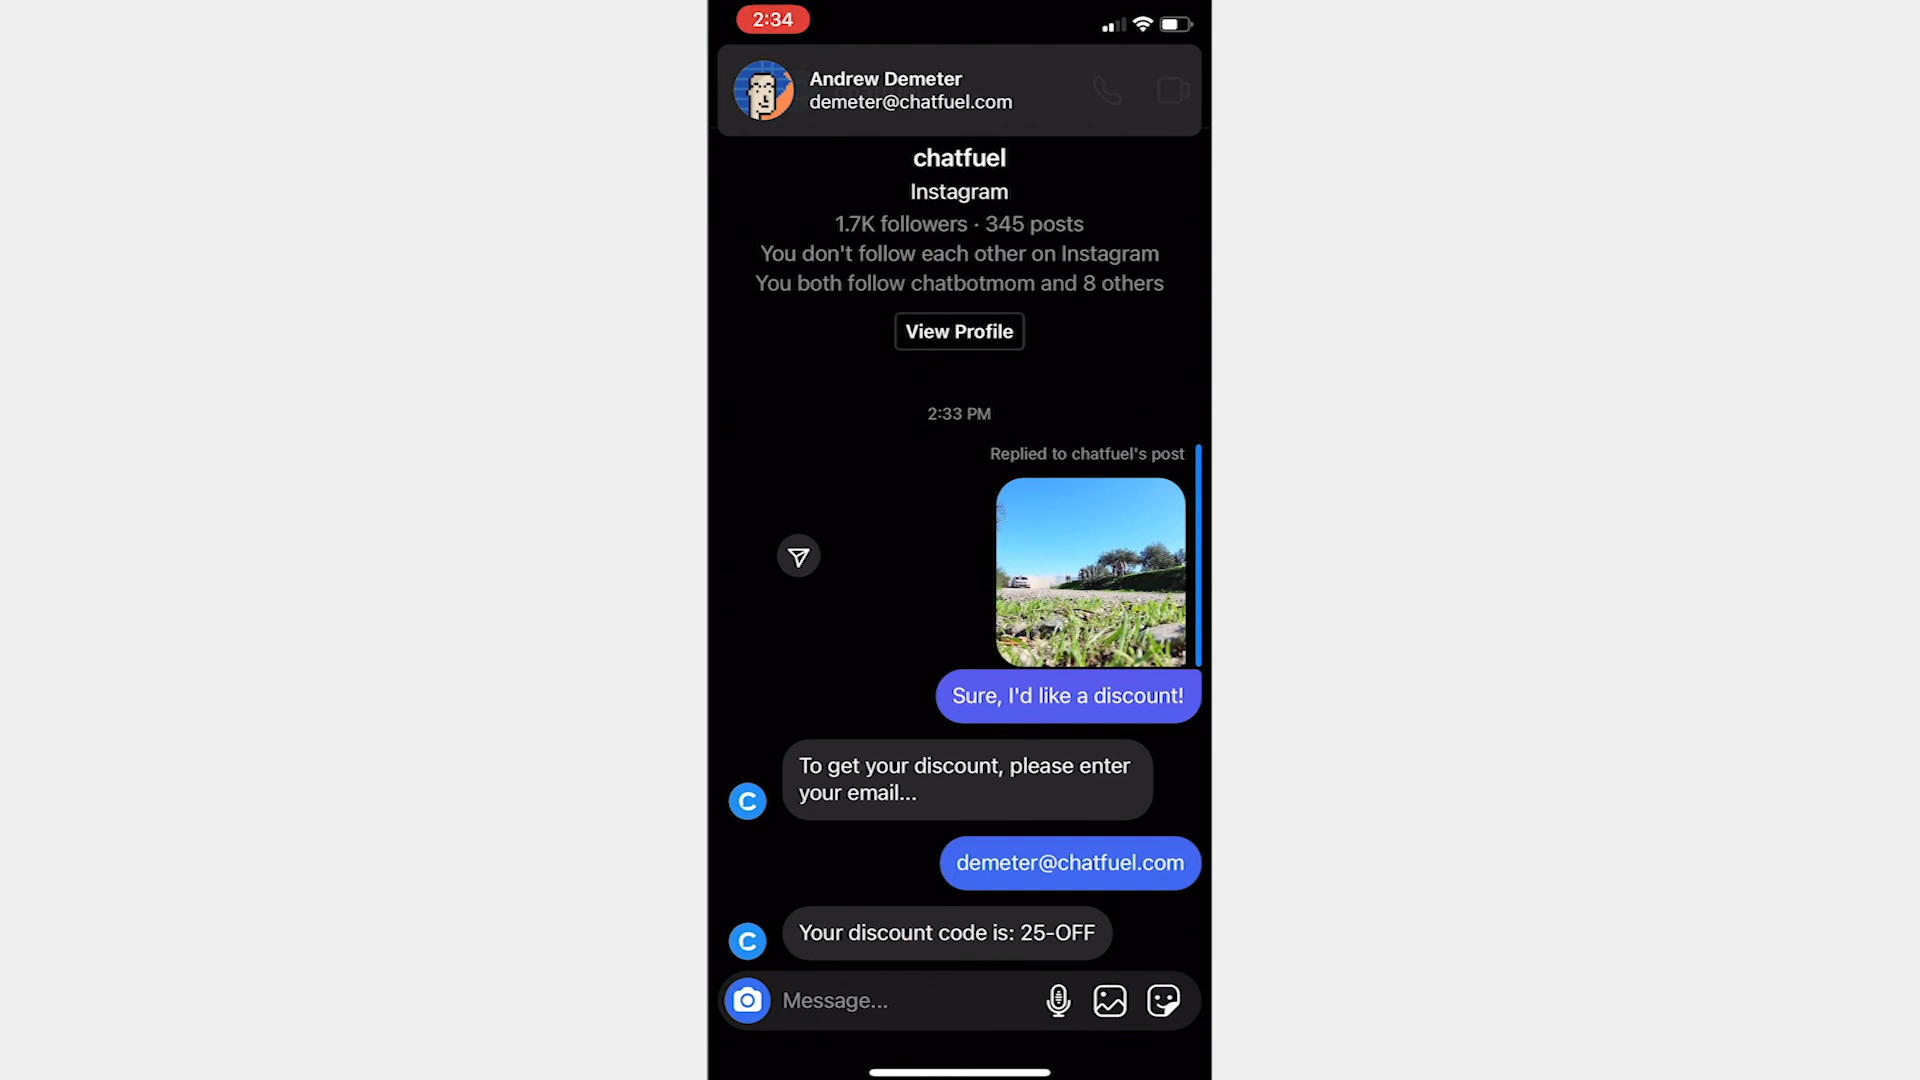 2:34
Andrew Demeter
demeter@chatfuel.com
chatfuel
Instagram
1.7K followers · 345 posts
You don't follow each other on Instagram
You both follow chatbotmom and 8 others
View Profile
2:33 PM
Replied to chatfuel's post
Sure, I'd like a discount!
To get your discount, please enter
your email...
C
demeter@chatfuel.com
Your discount code is: 25-OFF
C
Message...